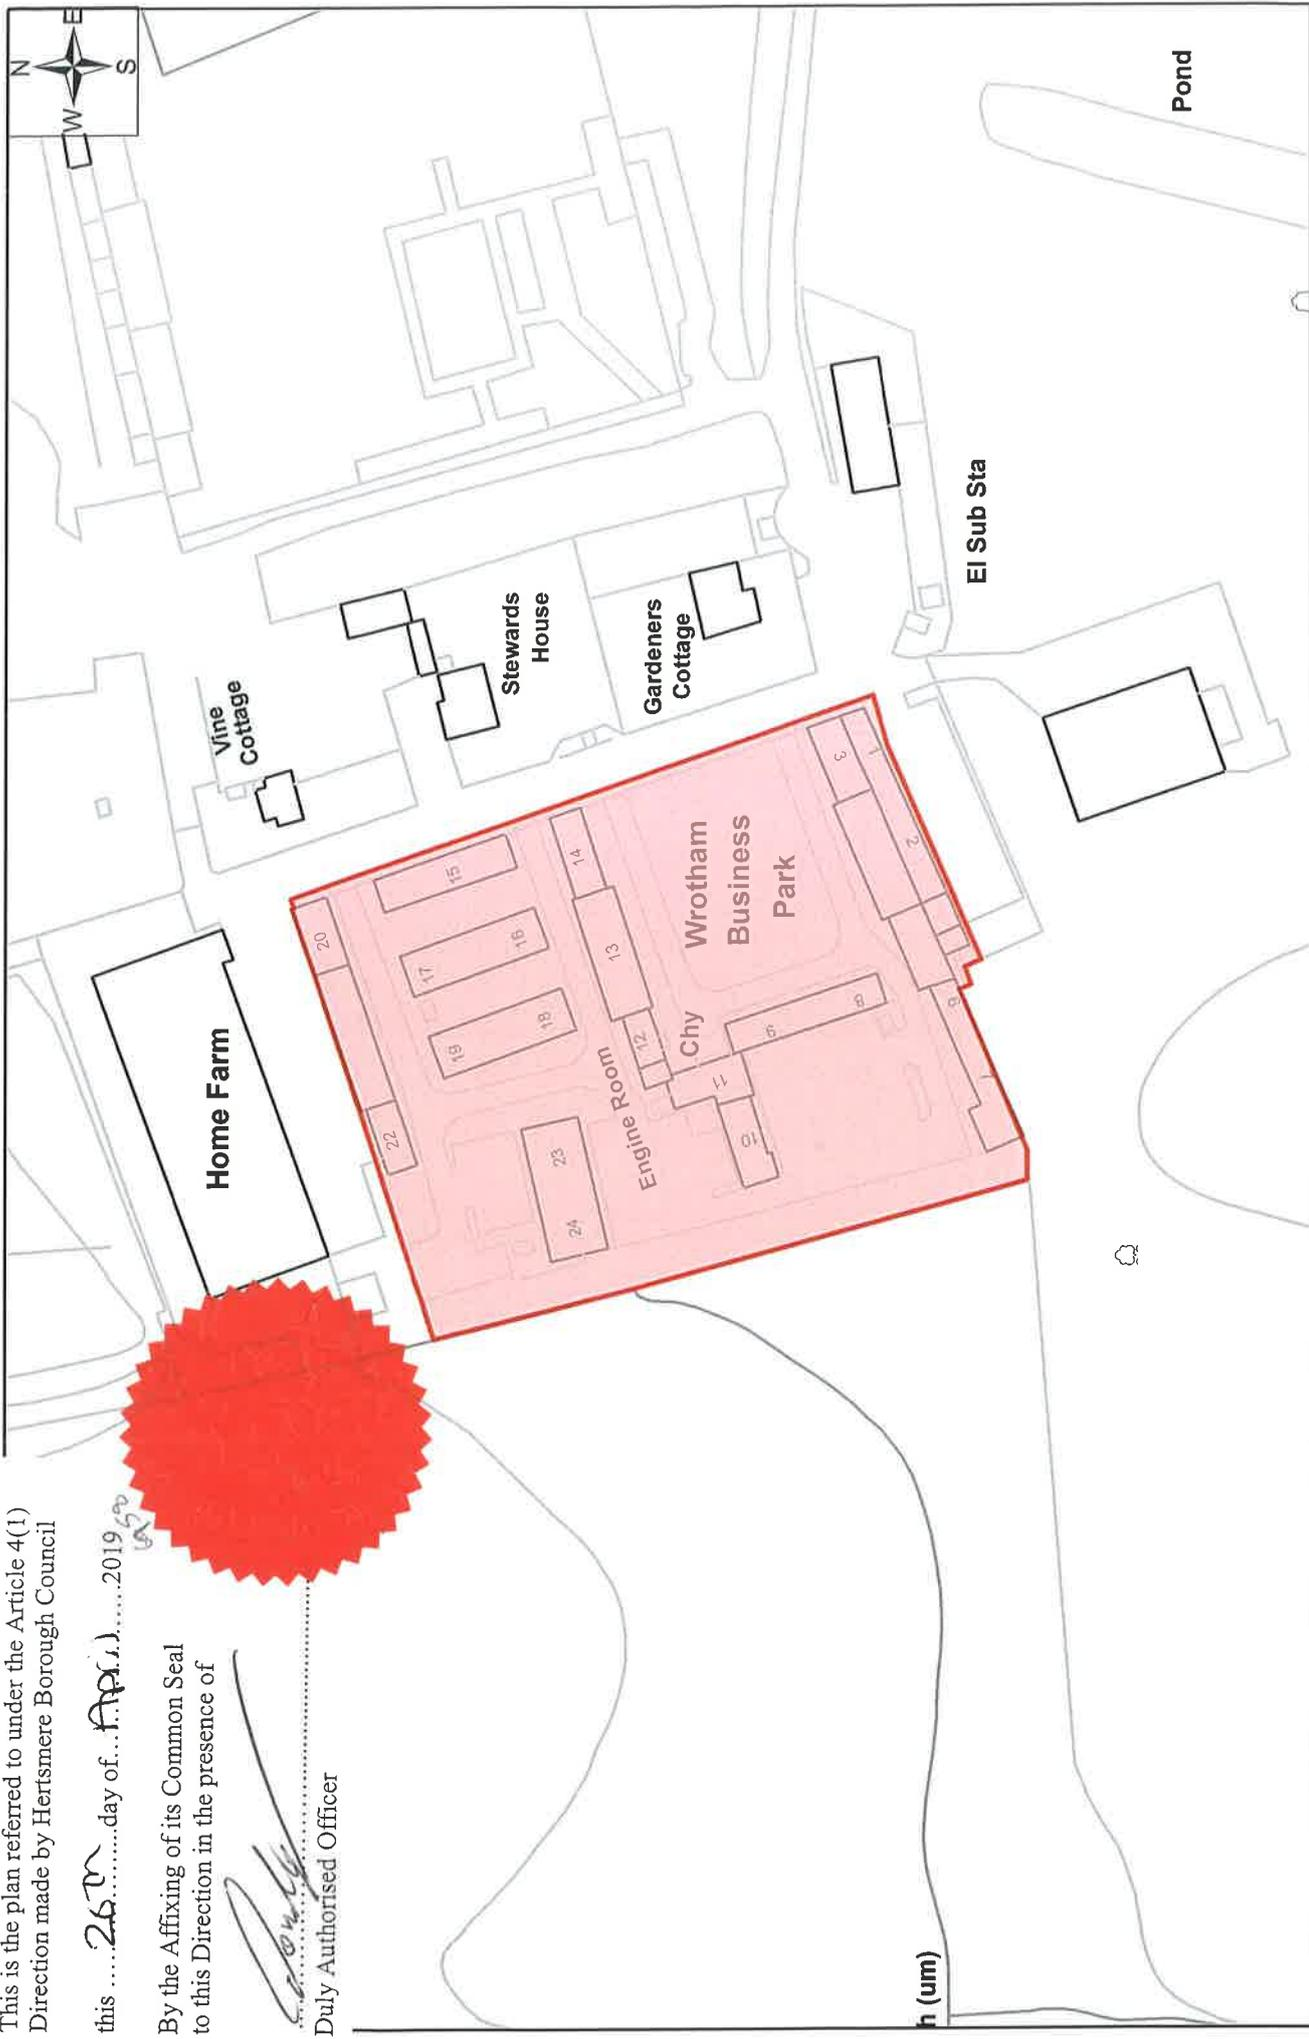 This is the plan referred to under the Article 4(1)
Direction made by Hertsmere Borough Council
this .....26th..........day of...April......2019
By the Affixing of its Common Seal
to this Direction in the presence of
Duly Authorised Officer
N
W E
S
Home Farm
Vine
Cottage
Stewards
House
Gardeners
Cottage
El Sub Sta
Pond
Wrotham
Business
Park
Chy
Engine Room
20
22
15
17
16
19
18
14
13
12
11
10
9
8
23
24
3
1
2
6
h (um)